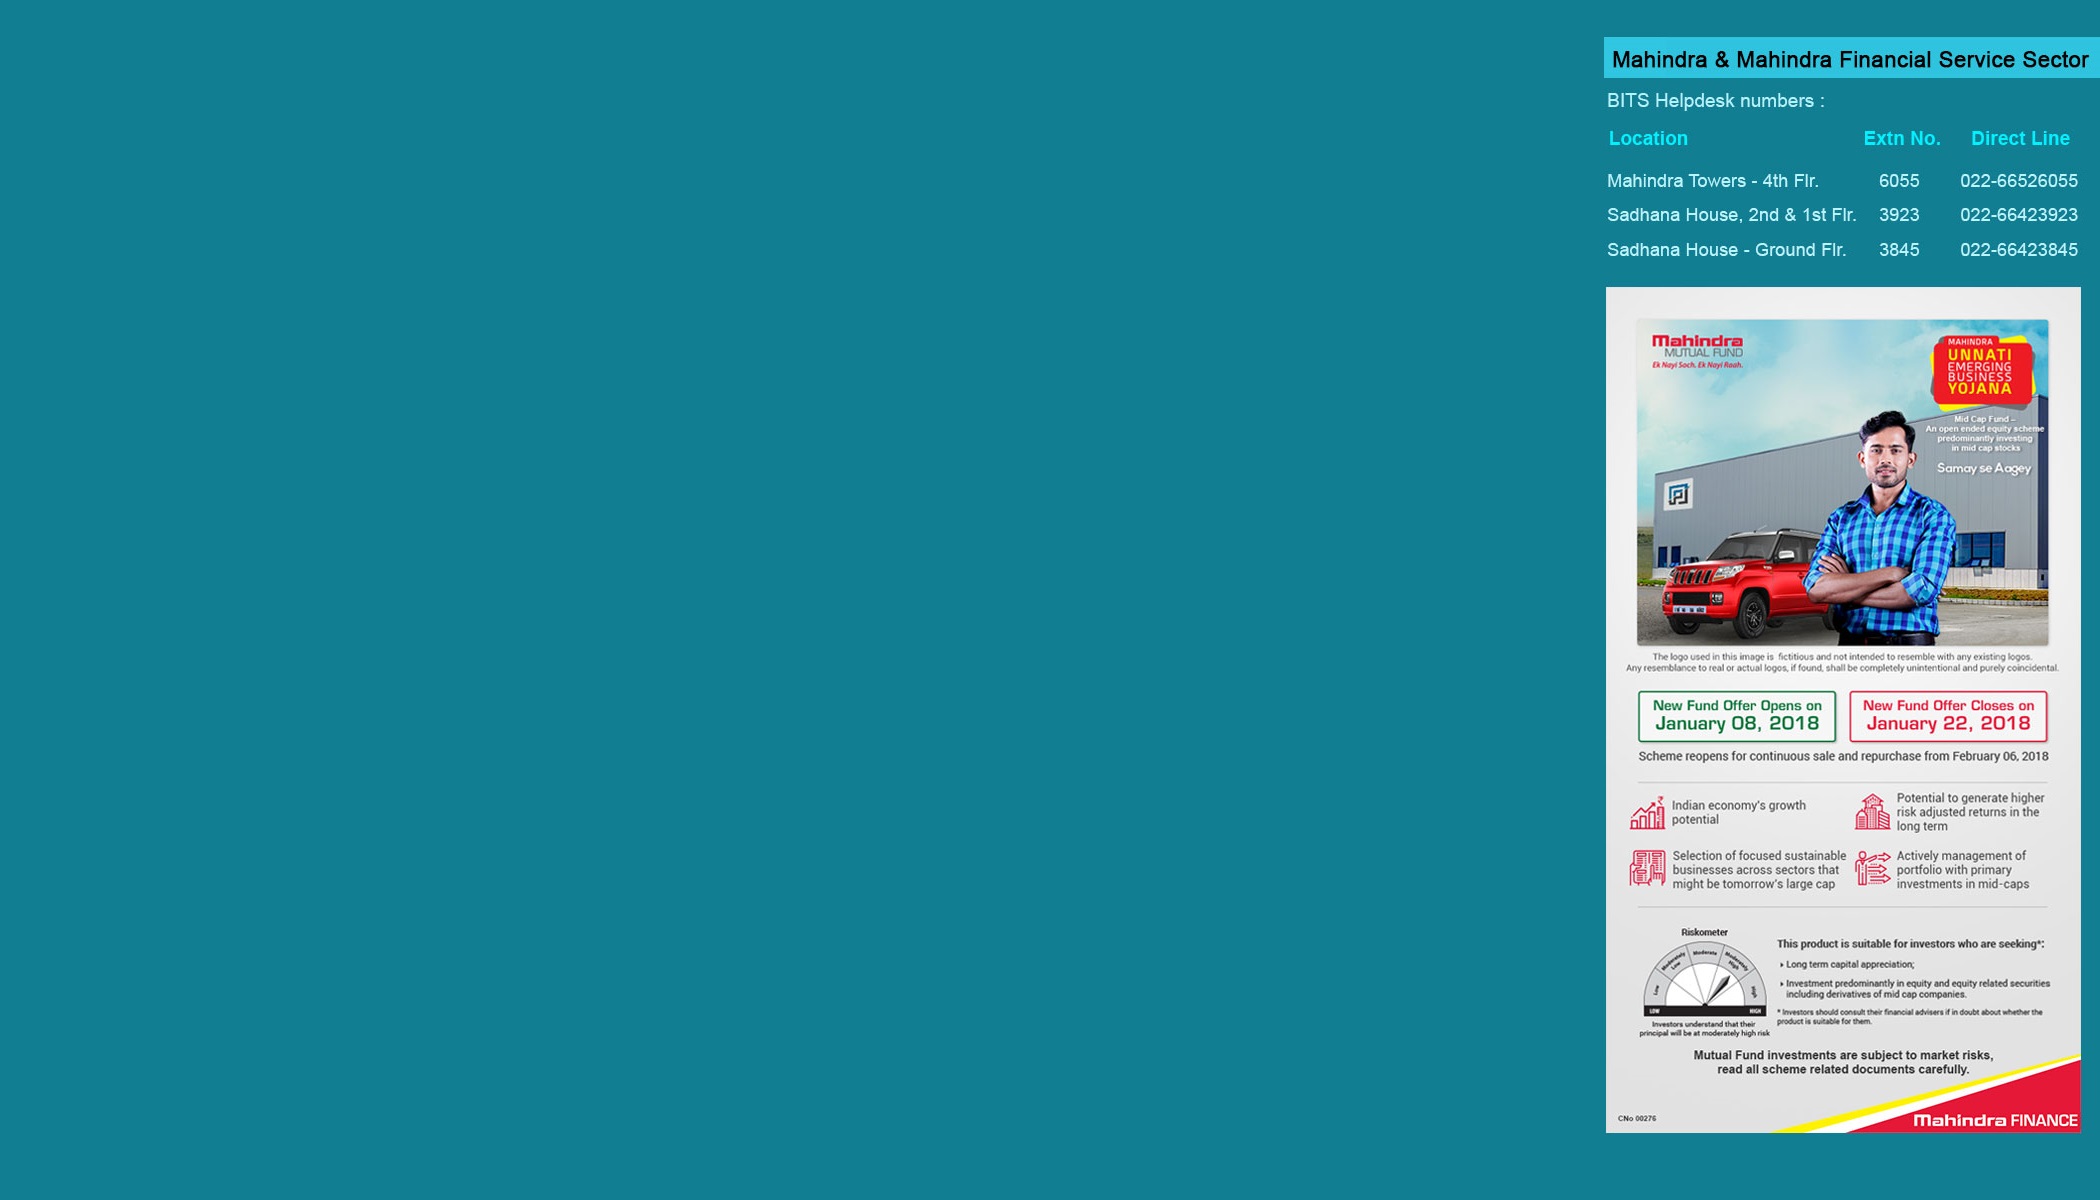 Mahindra & Mahindra Financial Service Sector
BITS Helpdesk numbers :
Location Extn No. Direct Line
Mahindra Towers - 4th Flr. 6055 022-66526055
Sadhana House, 2nd & 1st Flr. 3923 022-66423923
Sadhana House - Ground Flr. 3845 022-66423845
Mahindra
MUTUAL FUND
Ek Nayi Soch. Ek Nayi Raah.
MAHINDRA
UNNATI
EMERGING
BUSINESS
YOJANA
Mid Cap Fund –
An open ended equity scheme
predominantly investing
in mid cap stocks
Samay se Aagey
The logo used in this image is fictitious and not intended to resemble with any existing logos.
Any resemblance to real or actual logos, if found, shall be completely unintentional and purely coincidental.
New Fund Offer Opens on
January 08, 2018
New Fund Offer Closes on
January 22, 2018
Scheme reopens for continuous sale and repurchase from February 06, 2018
Indian economy's growth
potential
Potential to generate higher
risk adjusted returns in the
long term
Selection of focused sustainable
businesses across sectors that
might be tomorrow's large cap
Actively management of
portfolio with primary
investments in mid-caps
Riskometer
Low
Moderately
Low
Moderate
Moderately
High
High
LOW HIGH
Investors understand that their
principal will be at moderately high risk
This product is suitable for investors who are seeking*:
Long term capital appreciation;
Investment predominantly in equity and equity related securities
including derivatives of mid cap companies.
* Investors should consult their financial advisers if in doubt about whether the
product is suitable for them.
Mutual Fund investments are subject to market risks,
read all scheme related documents carefully.
CNo 00276
Mahindra FINANCE